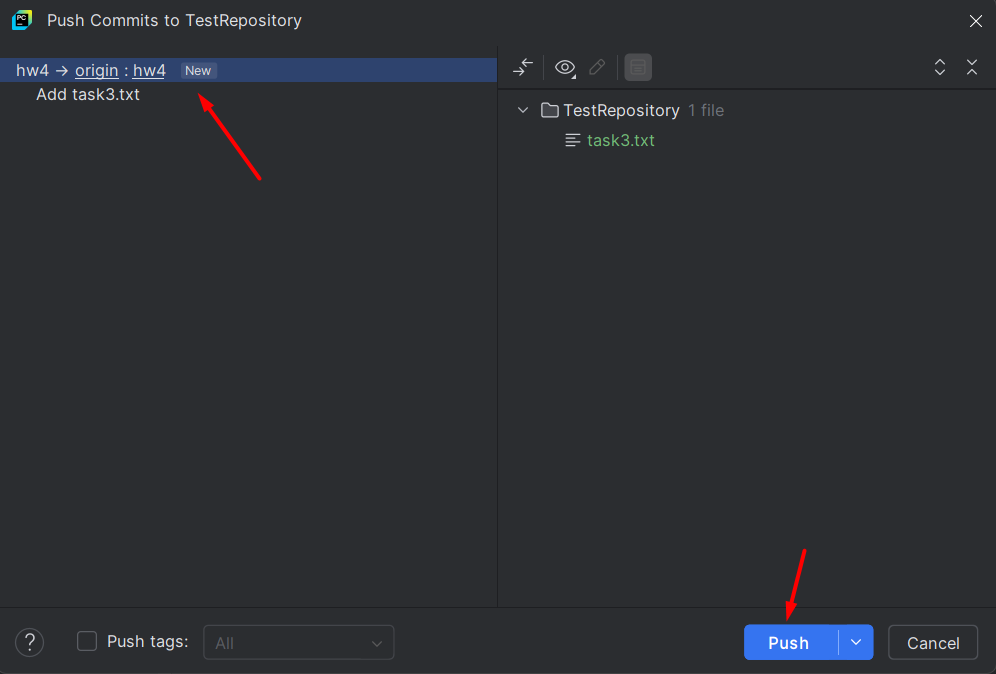 PC
Push Commits to TestRepository
hw4 → origin : hw4 New
Add task3.txt
TestRepository 1 file
task3.txt
? Push tags: All
Push
Cancel